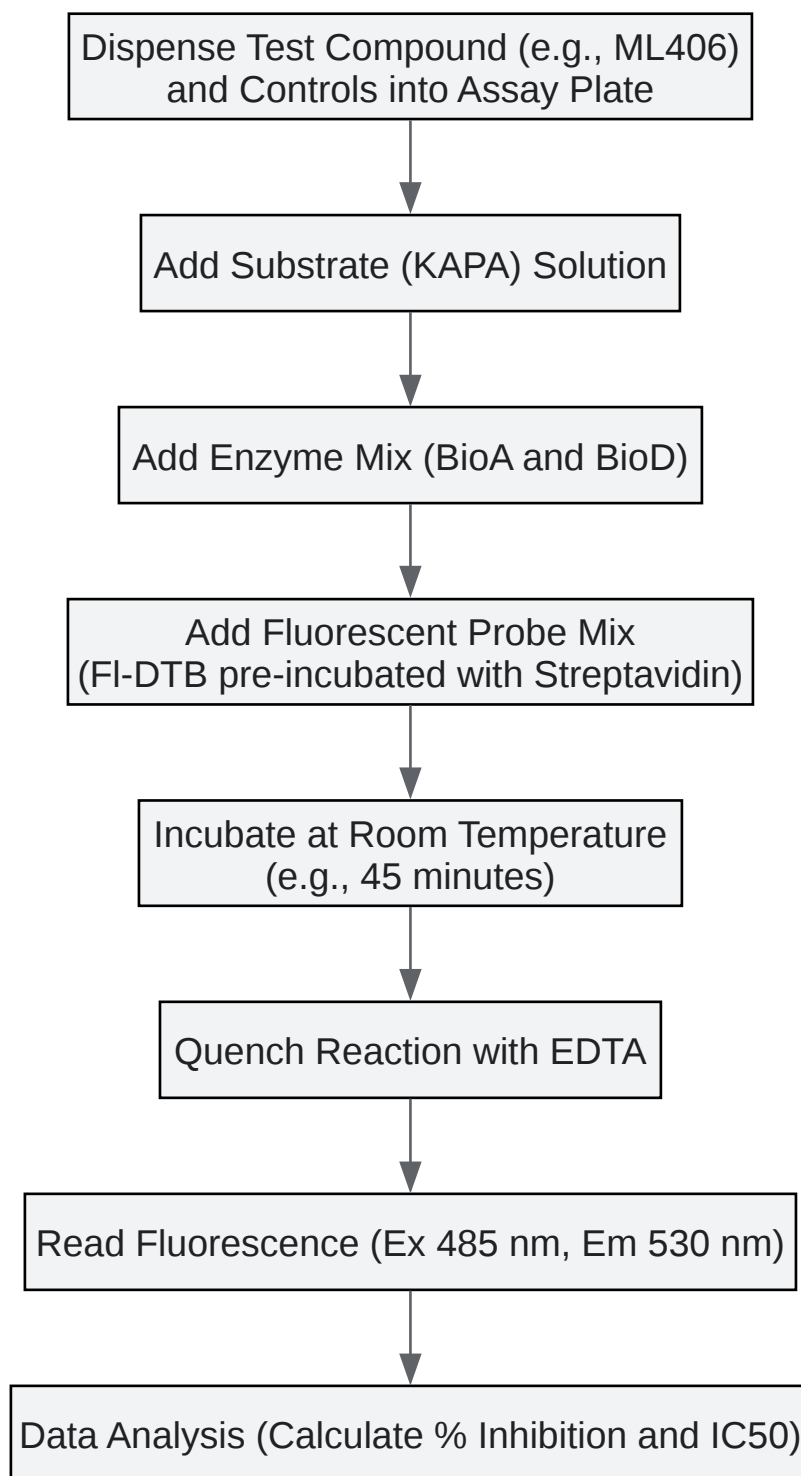 Dispense Test Compound (e.g., ML406)
and Controls into Assay Plate
Add Substrate (KAPA) Solution
Add Enzyme Mix (BioA and BioD)
Add Fluorescent Probe Mix
(Fl-DTB pre-incubated with Streptavidin)
Incubate at Room Temperature
(e.g., 45 minutes)
Quench Reaction with EDTA
Read Fluorescence (Ex 485 nm, Em 530 nm)
Data Analysis (Calculate % Inhibition and IC50)